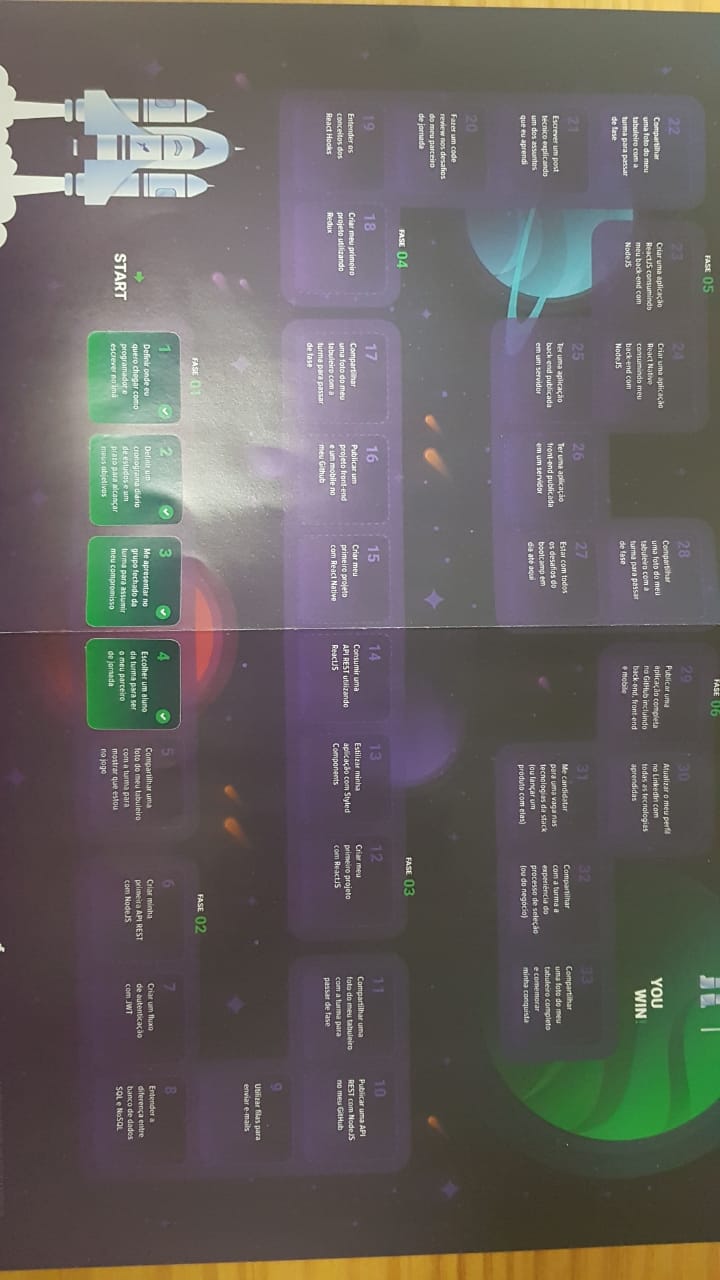 START
FASE 01
1
Definir onde eu
quero chegar como
programador e
escrever no ímã
2
Definir um
cronograma diário
de estudos e um
prazo para alcançar
meus objetivos
3
Me apresentar no
grupo fechado da
turma para assumir
meu compromisso
4
Escolher um aluno
da turma para ser
o meu parceiro
de jornada
5
Compartilhar uma
foto do meu tabuleiro
com a turma para
mostrar que estou
no jogo
FASE 02
6
Criar minha
primeira API REST
com NodeJS
7
Criar um fluxo
de autenticação
com JWT
8
Entender a
diferença entre
banco de dados
SQL e NoSQL
9
Utilizar filas para
enviar e-mails
10
Publicar uma API
REST com NodeJS
no meu GitHub
11
Compartilhar uma
foto do meu tabuleiro
com a turma para
passar de fase
FASE 03
12
Criar meu
primeiro projeto
com ReactJS
13
Estilizar minha
aplicação com Styled
Components
14
Consumir uma
API REST utilizando
ReactJS
15
Criar meu
primeiro projeto
com React Native
16
Publicar um
projeto front-end
e um mobile no
meu Github
17
Compartilhar
uma foto do meu
tabuleiro com a
turma para passar
de fase
FASE 04
18
Criar meu primeiro
projeto utilizando
Redux
19
Entender os
conceitos dos
React Hooks
20
Fazer um code
review nos desafios
do meu parceiro
de jornada
21
Escrever um post
técnico explicando
um dos assuntos
que eu aprendi
22
Compartilhar
uma foto do meu
tabuleiro com a
turma para passar
de fase
FASE 05
23
Criar uma aplicação
ReactJS consumindo
meu back-end com
NodeJS
24
Criar uma aplicação
React Native
consumindo meu
back-end com
NodeJS
25
Ter uma aplicação
back-end publicada
em um servidor
26
Ter uma aplicação
front-end publicada
em um servidor
27
Estar com todos
os desafios do
bootcamp em
dia até aqui
28
Compartilhar
uma foto do meu
tabuleiro com a
turma para passar
de fase
FASE 06
29
Publicar uma
aplicação completa
no GitHub incluindo
back-end, front-end
e mobile
30
Atualizar o meu perfil
no LinkedIn com
todas as tecnologias
aprendidas
31
Me candidatar
para uma vaga nas
tecnologias da stack
(ou lançar um
produto com elas)
32
Compartilhar
com a turma a
experiência do
processo de seleção
(ou do negócio)
33
Compartilhar
uma foto do meu
tabuleiro completo
e comemorar
minha conquista
YOU
WIN!